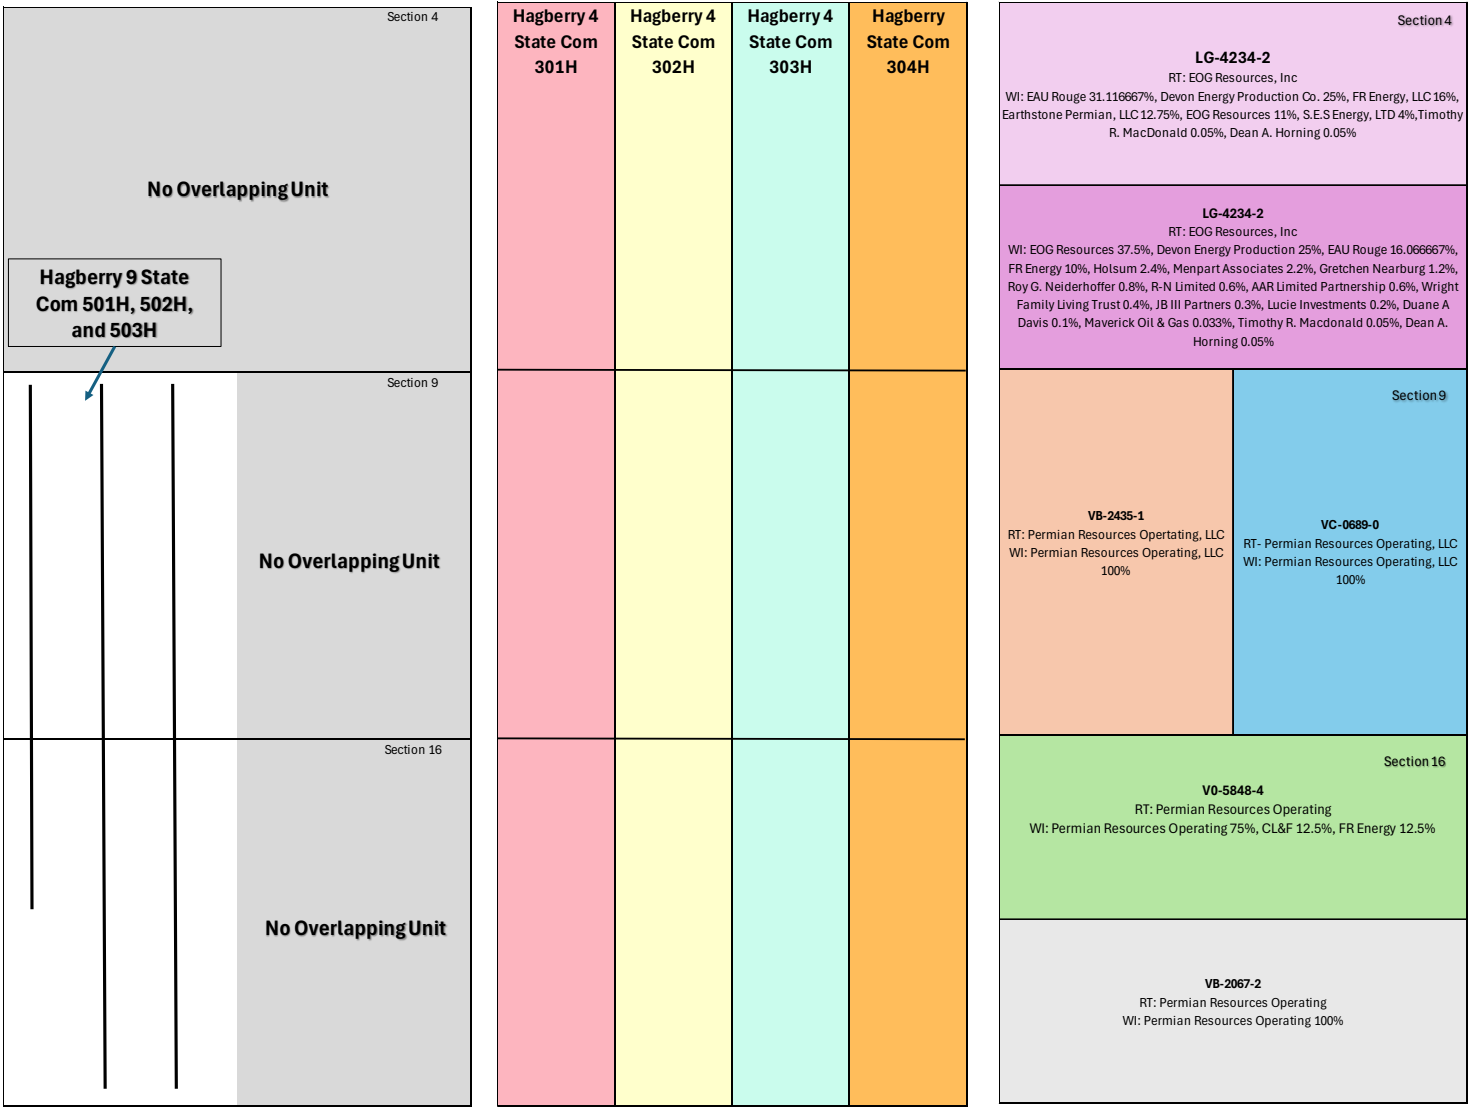 Section 4
No Overlapping Unit
Hagberry 9 State
Com 501H, 502H,
and 503H
Section 9
No Overlapping Unit
Section 16
No Overlapping Unit
Hagberry 4
State Com
301H
Hagberry 4
State Com
302H
Hagberry 4
State Com
303H
Hagberry
State Com
304H
Section 4
LG-4234-2
RT: EOG Resources, Inc
WI: EAU Rouge 31.116667%, Devon Energy Production Co. 25%, FR Energy, LLC 16%,
Earthstone Permian, LLC 12.75%, EOG Resources 11%, S.E.S Energy, LTD 4%,Timothy
R. MacDonald 0.05%, Dean A. Horning 0.05%
LG-4234-2
RT: EOG Resources, Inc
WI: EOG Resources 37.5%, Devon Energy Production 25%, EAU Rouge 16.066667%,
FR Energy 10%, Holsum 2.4%, Menpart Associates 2.2%, Gretchen Nearburg 1.2%,
Roy G. Neiderhoffer 0.8%, R-N Limited 0.6%, AAR Limited Partnership 0.6%, Wright
Family Living Trust 0.4%, JB III Partners 0.3%, Lucie Investments 0.2%, Duane A
Davis 0.1%, Maverick Oil & Gas 0.033%, Timothy R. Macdonald 0.05%, Dean A.
Horning 0.05%
Section 9
VB-2435-1
RT: Permian Resources Opertating, LLC
WI: Permian Resources Operating, LLC
100%
VC-0689-0
RT- Permian Resources Operating, LLC
WI: Permian Resources Operating, LLC
100%
Section 16
V0-5848-4
RT: Permian Resources Operating
WI: Permian Resources Operating 75%, CL&F 12.5%, FR Energy 12.5%
VB-2067-2
RT: Permian Resources Operating
WI: Permian Resources Operating 100%